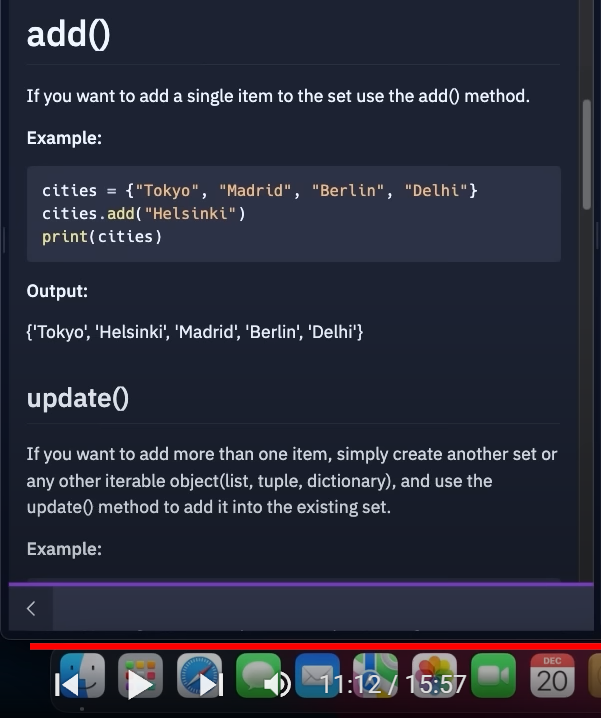 add()
If you want to add a single item to the set use the add() method.
Example:
cities = {"Tokyo", "Madrid", "Berlin", "Delhi"}
cities.add("Helsinki")
print(cities)
Output:
{'Tokyo', 'Helsinki', 'Madrid', 'Berlin', 'Delhi'}
update()
If you want to add more than one item, simply create another set or
any other iterable object(list, tuple, dictionary), and use the
update() method to add it into the existing set.
Example:
11:12 / 15:57
DEC
20